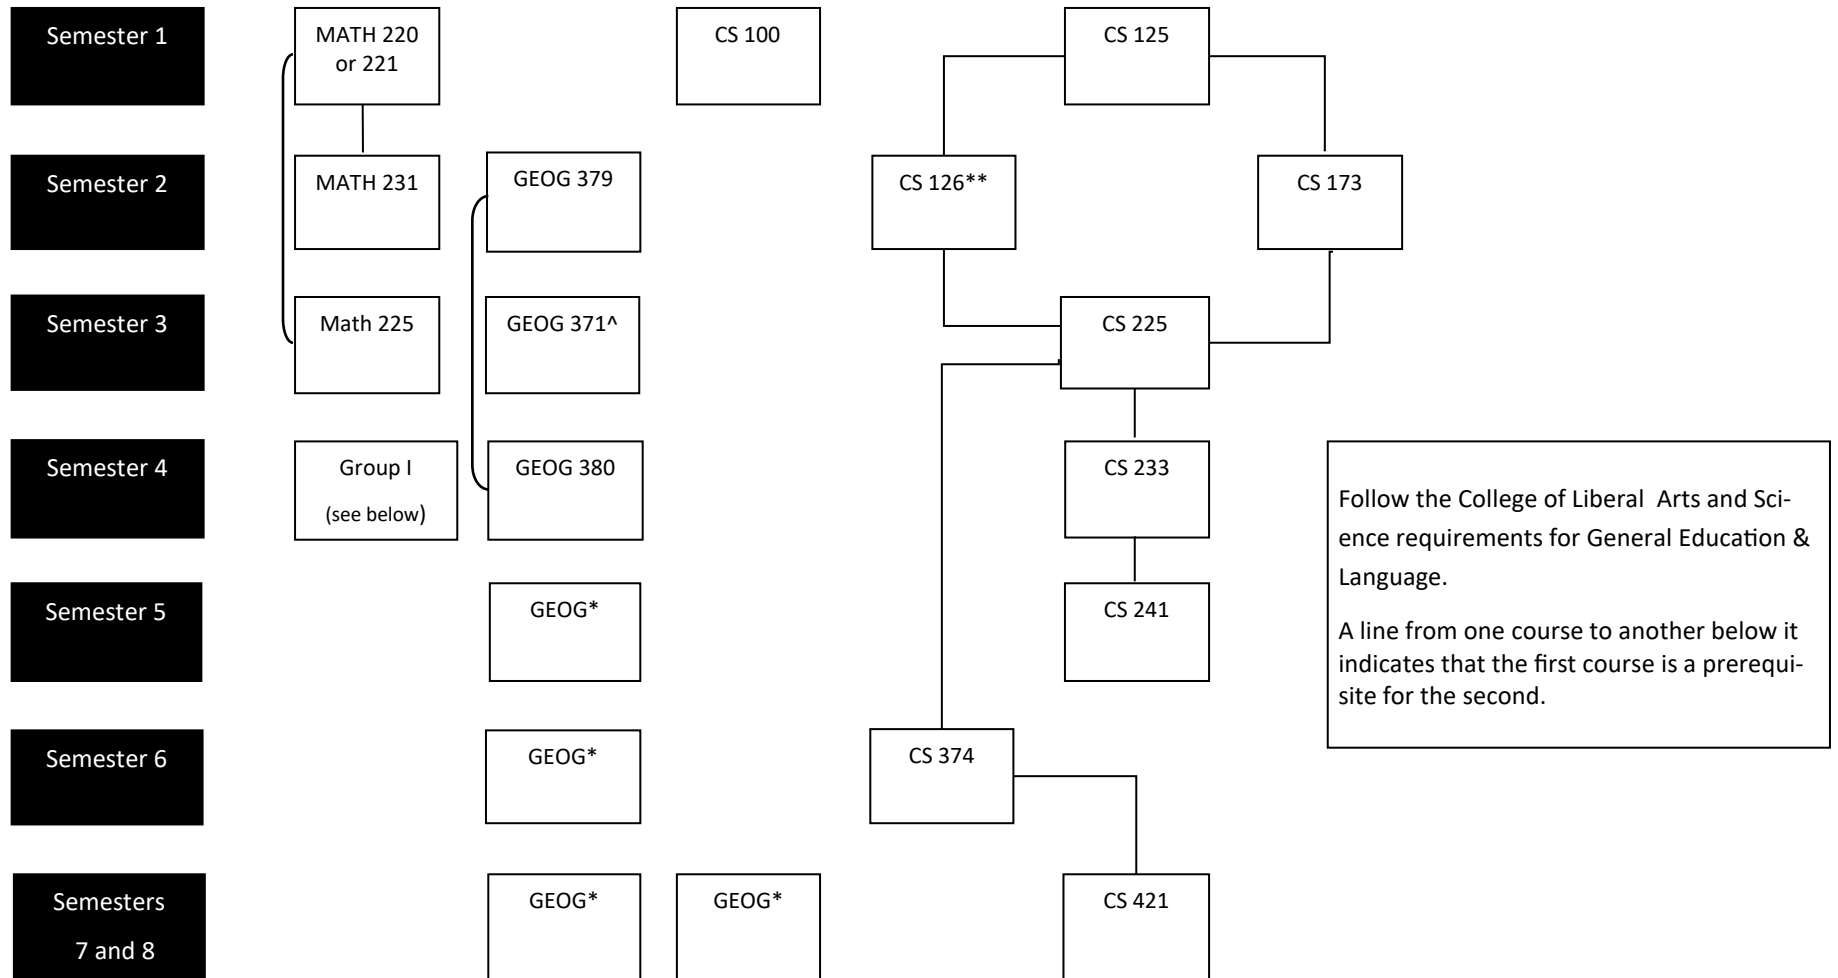 Semester 1
MATH 220
or 221
CS 100
CS 125
Semester 2
MATH 231
GEOG 379
CS 126**
CS 173
Semester 3
Math 225
GEOG 371^
CS 225
Semester 4
Group I
(see below)
GEOG 380
CS 233
Follow the College of Liberal Arts and Sci-
ence requirements for General Education &
Language.
A line from one course to another below it
indicates that the first course is a prerequi-
site for the second.
Semester 5
GEOG*
CS 241
Semester 6
GEOG*
CS 374
Semesters
7 and 8
GEOG*
GEOG*
CS 421